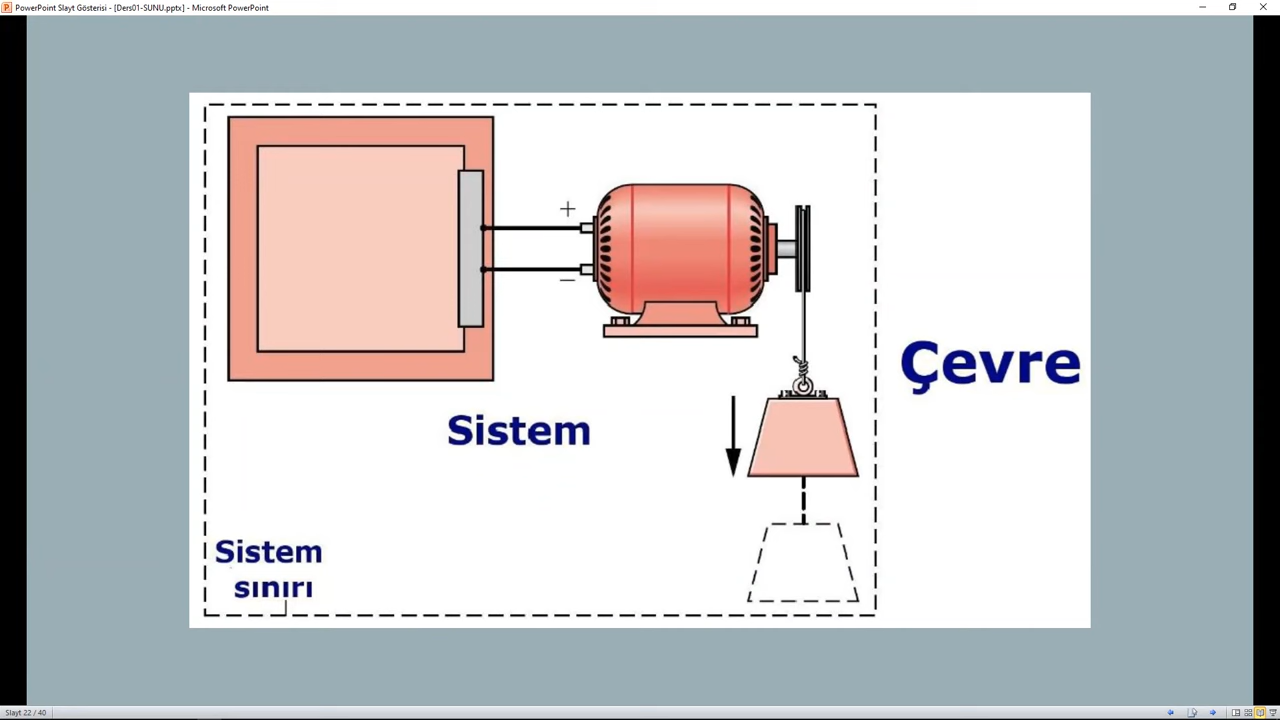 PowerPoint Slayt Gösterisi - [Ders01-SUNU.pptx] - Microsoft PowerPoint
+
−
Çevre
Sistem
Sistem
sınırı
Slayt 22 / 40